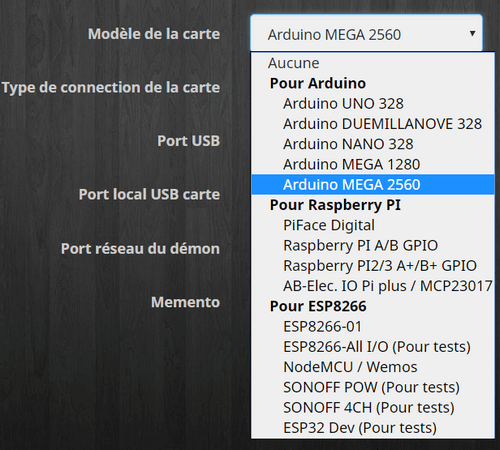 Modèle de la carte
Arduino MEGA 2560
Aucune
Pour Arduino
Type de connection de la carte
Arduino UNO 328
Arduino DUEMILLANOVE 328
Port USB
Arduino NANO 328
Arduino MEGA 1280
Arduino MEGA 2560
Port local USB carte
Pour Raspberry PI
PiFace Digital
Port réseau du démon
Raspberry PI A/B GPIO
Raspberry PI2/3 A+/B+ GPIO
AB-Elec. IO Pi plus / MCP23017
Memento
Pour ESP8266
ESP8266-01
ESP8266-All I/O (Pour tests)
NodeMCU / Wemos
SONOFF POW (Pour tests)
SONOFF 4CH (Pour tests)
ESP32 Dev (Pour tests)